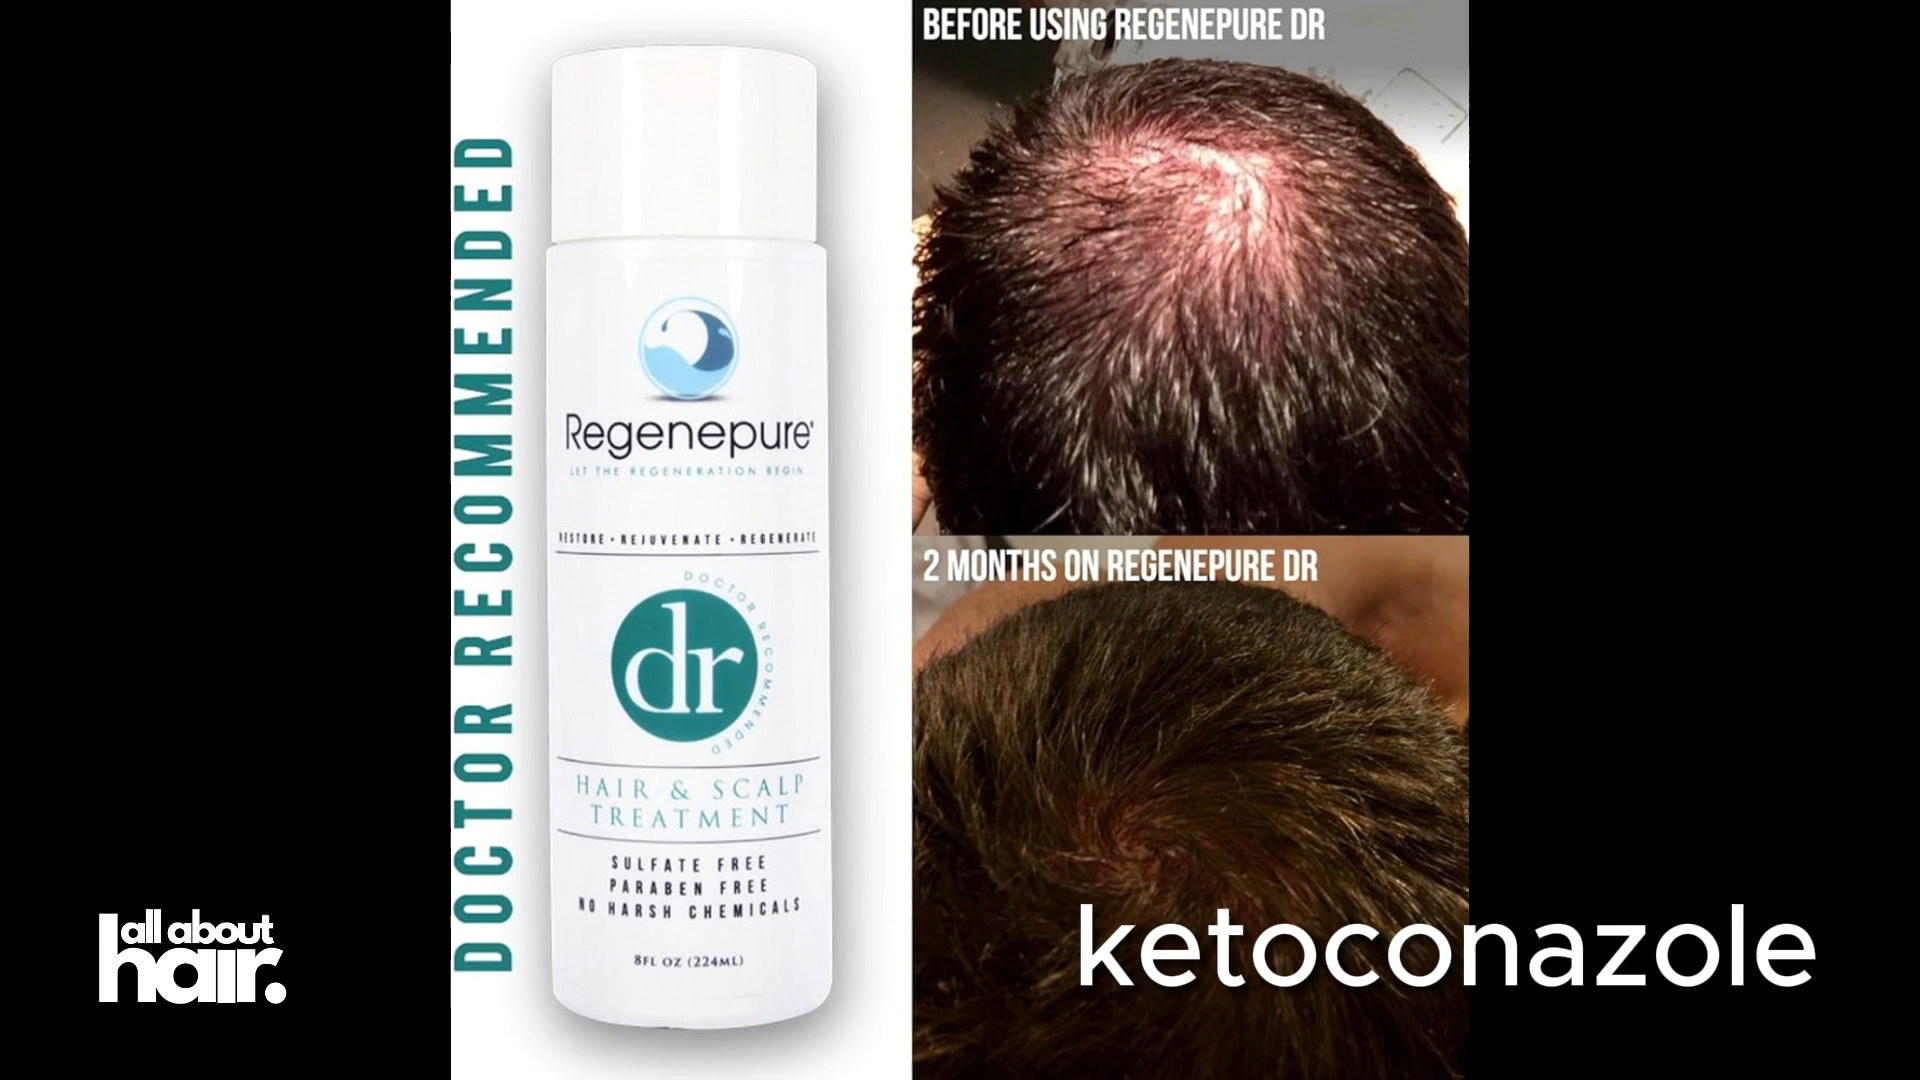 DOCTOR RECOMMENDED
Regenepure®
LET THE REGENERATION BEGIN
RESTORE • REJUVENATE • REGENERATE
DOCTOR RECOMMENDED
dr
HAIR & SCALP
TREATMENT
SULFATE FREE
PARABEN FREE
NO HARSH CHEMICALS
8FL OZ (224ML)
BEFORE USING REGENEPURE DR
2 MONTHS ON REGENEPURE DR
all about
hair.
ketoconazole